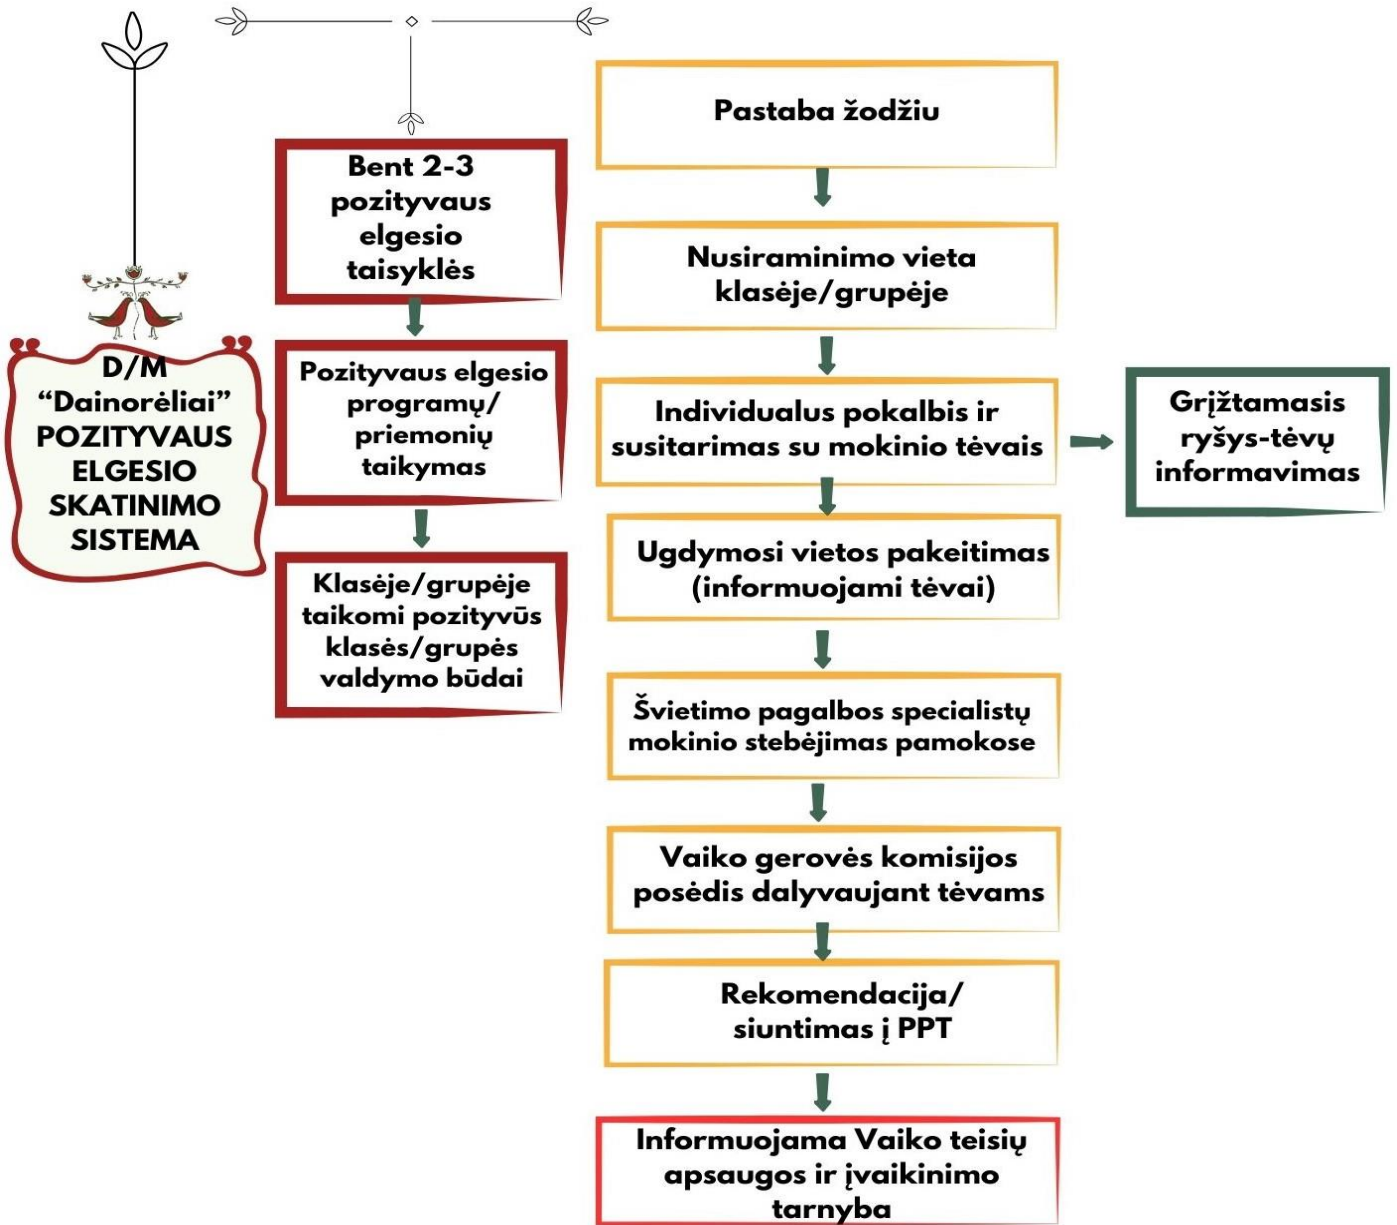 D/M
“Dainorėliai”
POZITYVAUS
ELGESIO
SKATINIMO
SISTEMA
Bent 2-3
pozityvaus
elgesio
taisyklės
Pozityvaus elgesio
programų/
priemonių
taikymas
Klasėje/grupėje
taikomi pozityvūs
klasės/grupės
valdymo būdai
Pastaba žodžiu
Nusiraminimo vieta
klasėje/grupėje
Individualus pokalbis ir
susitarimas su mokinio tėvais
Grįžtamasis
ryšys-tėvų
informavimas
Ugdymosi vietos pakeitimas
(informuojami tėvai)
Švietimo pagalbos specialistų
mokinio stebėjimas pamokose
Vaiko gerovės komisijos
posėdis dalyvaujant tėvams
Rekomendacija/
siuntimas į PPT
Informuojama Vaiko teisių
apsaugos ir įvaikinimo
tarnyba